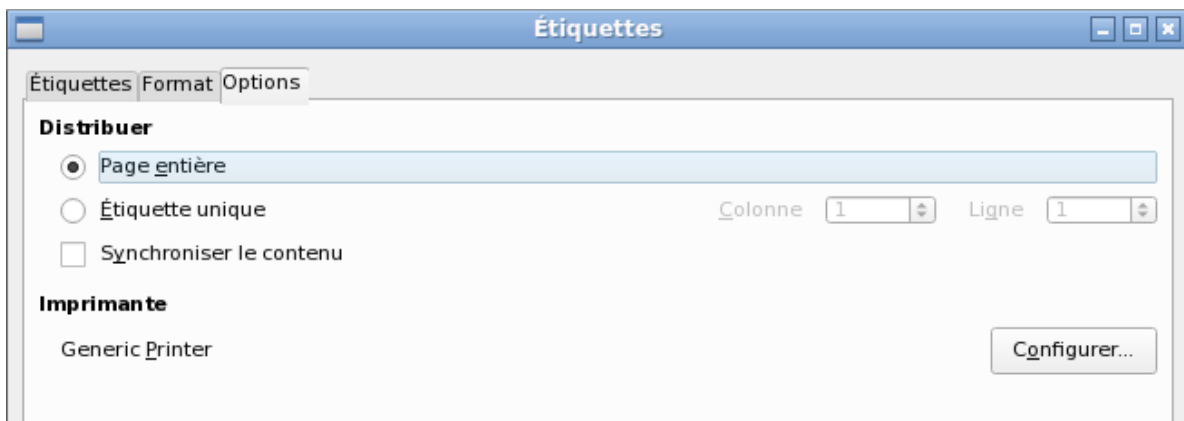 Étiquettes
Étiquettes Format Options
Distribuer
Page entière
Étiquette unique Colonne 1 Ligne 1
Synchroniser le contenu
Imprimante
Generic Printer Configurer...